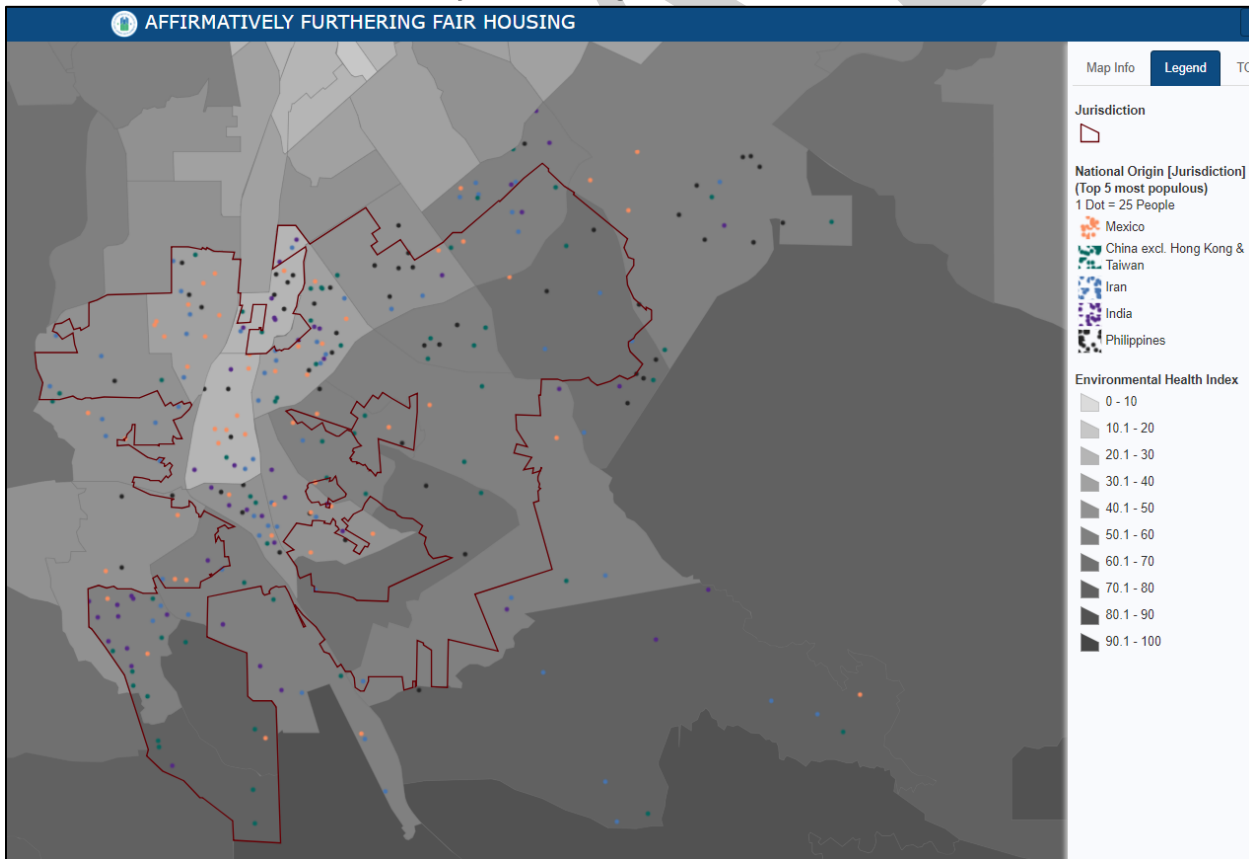 AFFIRMATIVELY FURTHERING FAIR HOUSING
Map Info
Legend
Jurisdiction
National Origin [Jurisdiction]
(Top 5 most populous)
1 Dot = 25 People
Mexico
China excl. Hong Kong &
Taiwan
Iran
India
Philippines
Environmental Health Index
0 - 10
10.1 - 20
20.1 - 30
30.1 - 40
40.1 - 50
50.1 - 60
60.1 - 70
70.1 - 80
80.1 - 90
90.1 - 100